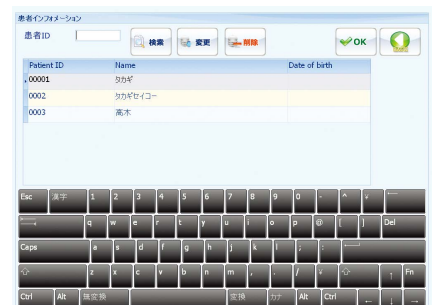 患者インフォメーション
患者ID 検索 変更 削除 OK
Patient ID Name Date of birth
00001 タカギ
0002 タカギセイコー
0003 高木
Esc 漢字 1 2 3 4 5 6 7 8 9 0 - ^ ¥
q w e r t y u i o p @ [ ] Del
Caps a s d f g h j k l ; :
z x c v b n m , . / ¥ Fn
Ctrl Alt 無変換 変換 カナ Alt Ctrl